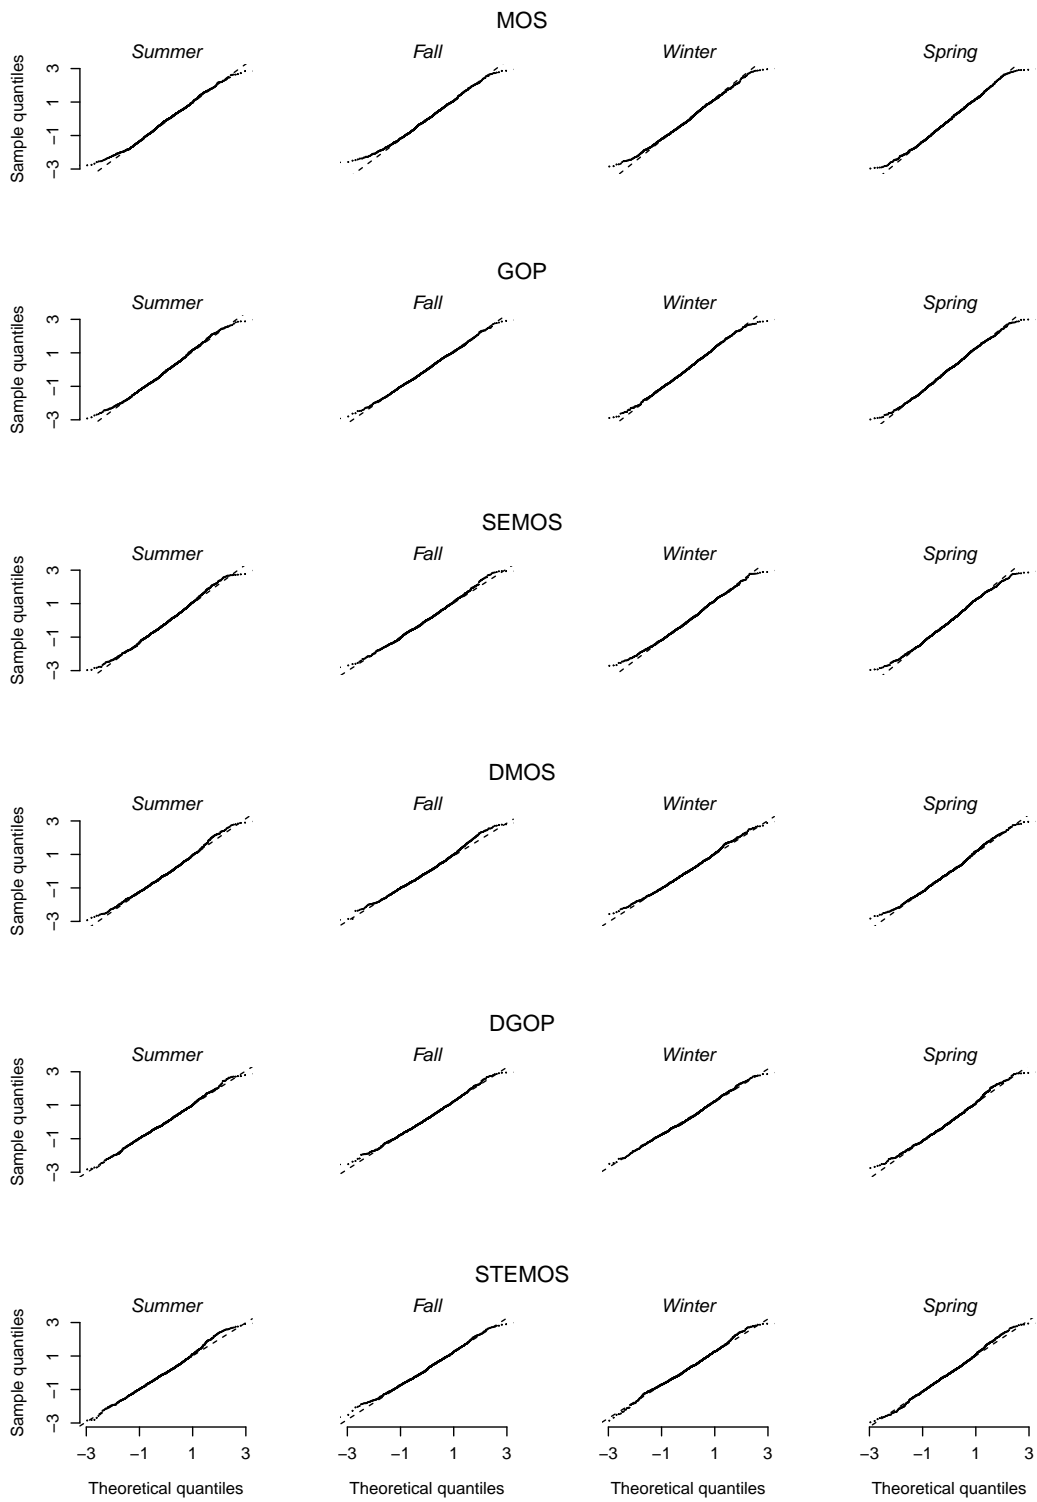 MOS
Summer Fall Winter Spring
Sample quantiles
3
1
−1
−3
GOP
Summer Fall Winter Spring
Sample quantiles
3
1
−1
−3
SEMOS
Summer Fall Winter Spring
Sample quantiles
3
1
−1
−3
DMOS
Summer Fall Winter Spring
Sample quantiles
3
1
−1
−3
DGOP
Summer Fall Winter Spring
Sample quantiles
3
1
−1
−3
STEMOS
Summer Fall Winter Spring
Sample quantiles
3
1
−1
−3
−3 −1 1 3 −3 −1 1 3 −3 −1 1 3 −3 −1 1 3
Theoretical quantiles Theoretical quantiles Theoretical quantiles Theoretical quantiles